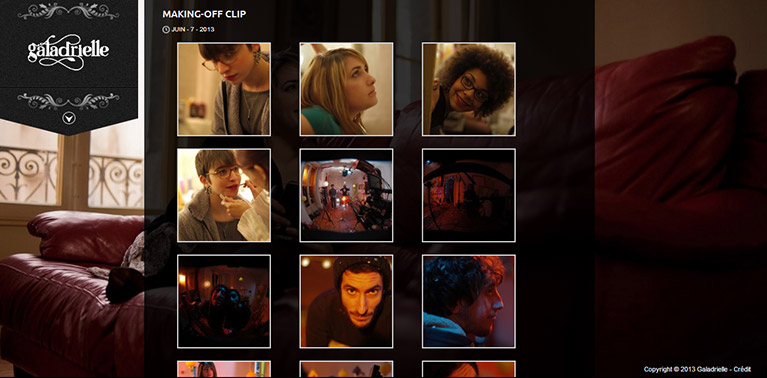 galadrielle
MAKING-OFF CLIP
JUIN - 7 - 2013
Copyright © 2013 Galadrielle - Crédit